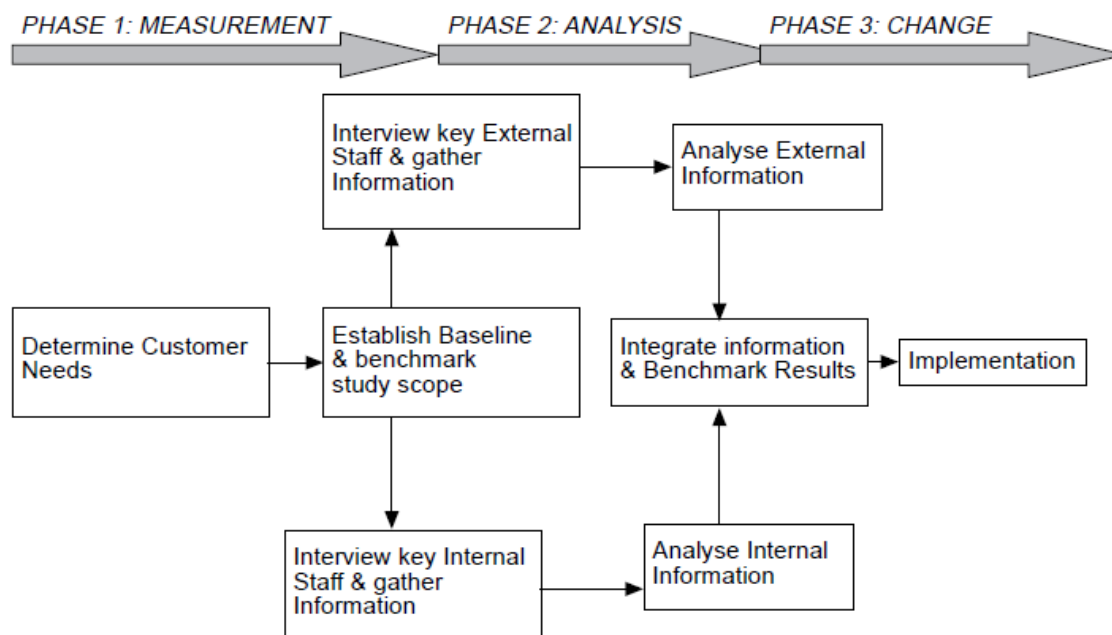 PHASE 1: MEASUREMENT
PHASE 2: ANALYSIS
PHASE 3: CHANGE
Interview key External
Staff & gather
Information
Analyse External
Information
Determine Customer
Needs
Establish Baseline
& benchmark
study scope
Integrate information
& Benchmark Results
Implementation
Interview key Internal
Staff & gather
Information
Analyse Internal
Information